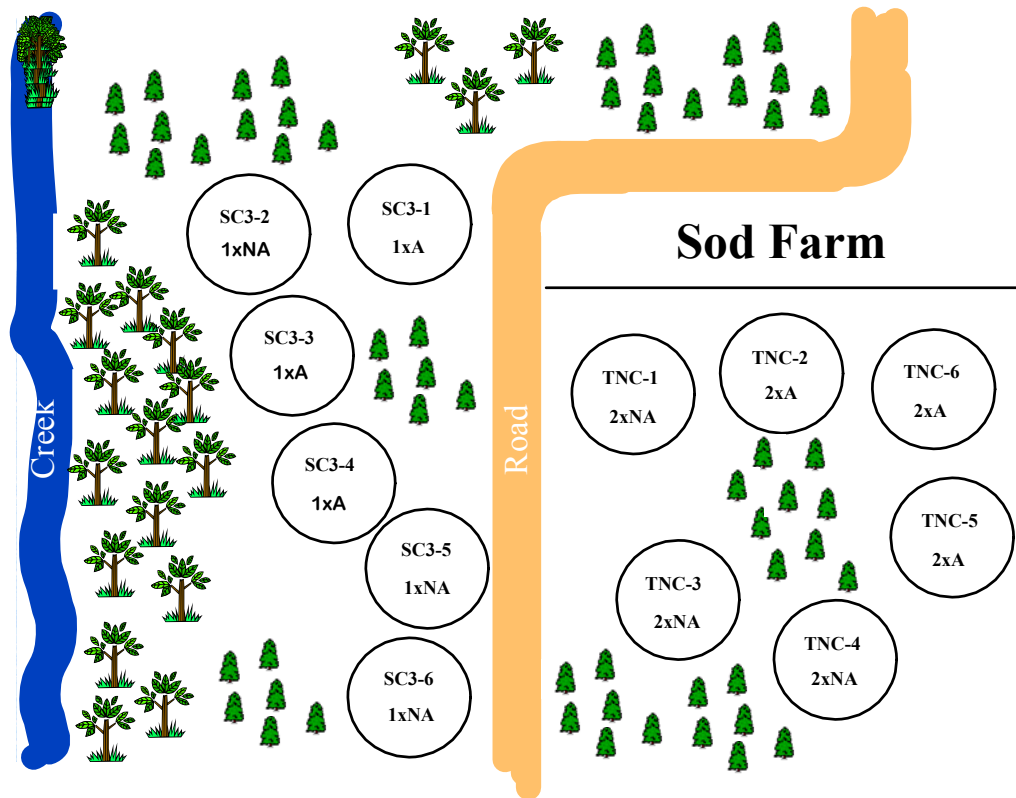 SC3-2
1xNA
SC3-1
1xA
Sod Farm
SC3-3
1xA
TNC-1
2xNA
TNC-2
2xA
TNC-6
2xA
Creek
Road
SC3-4
1xA
SC3-5
1xNA
TNC-5
2xA
TNC-3
2xNA
TNC-4
2xNA
SC3-6
1xNA